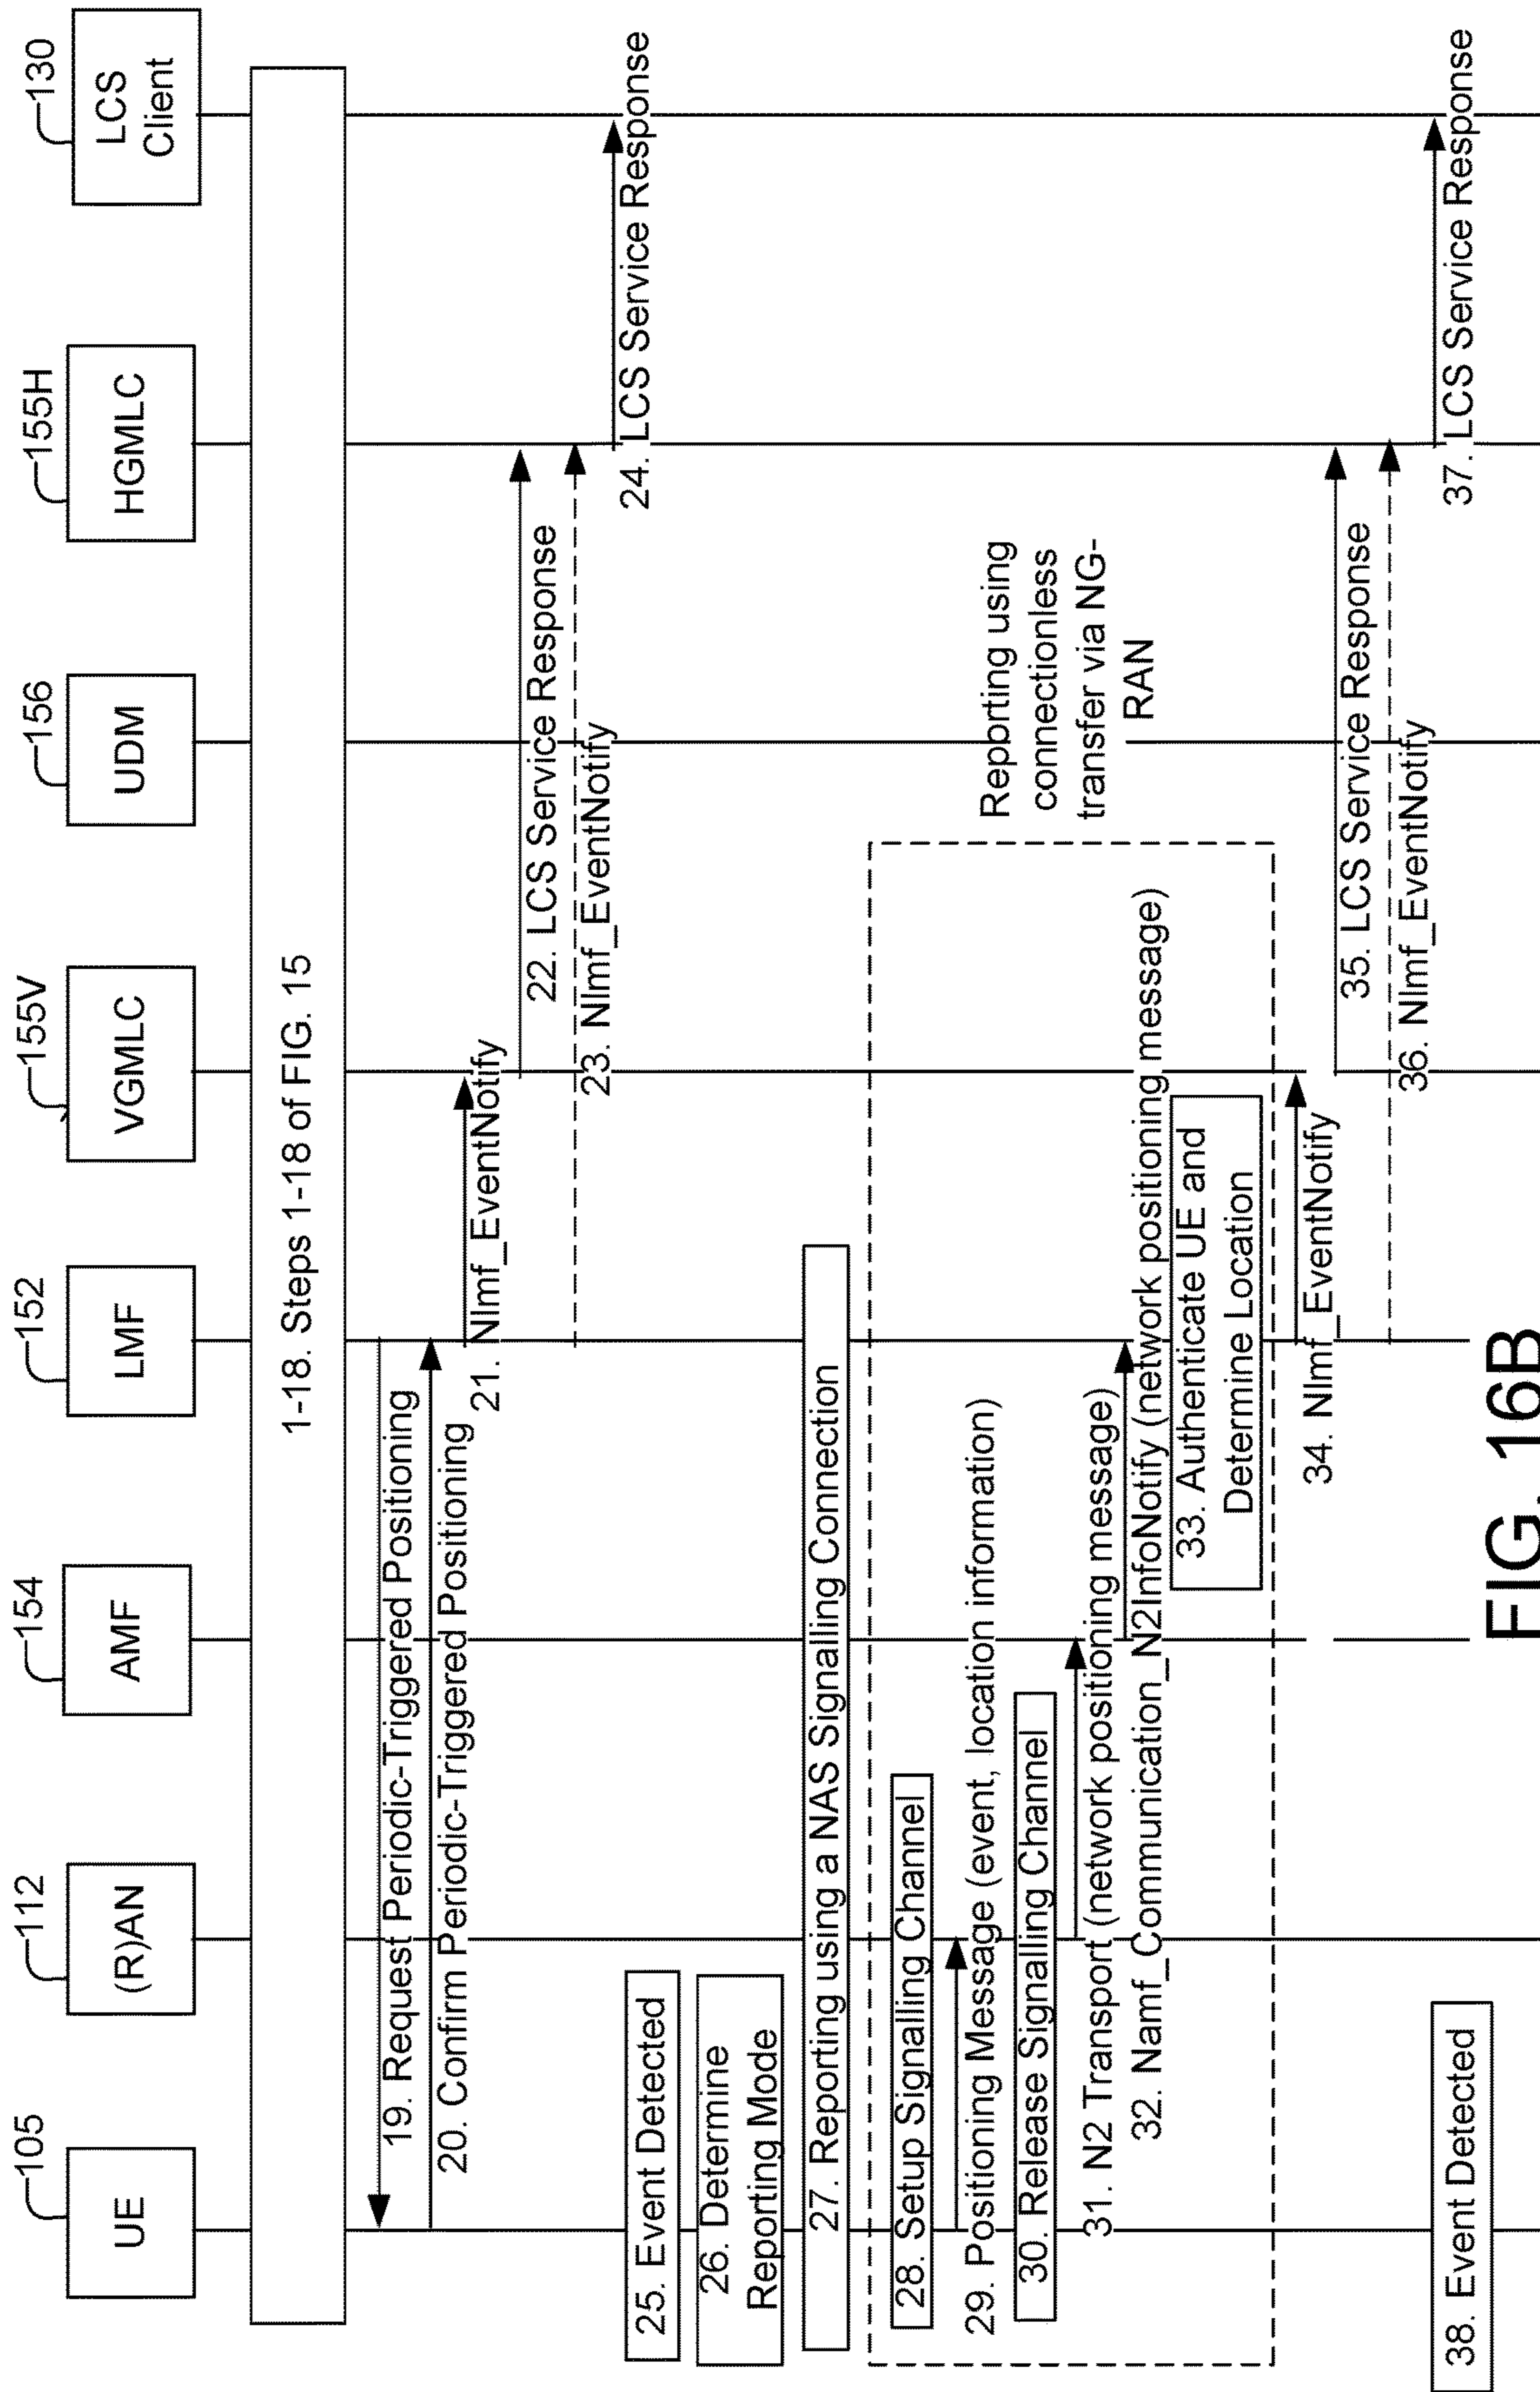 105
112
154
152
155V
156
155H
130
UE
(R)AN
AMF
LMF
VGMLC
UDM
HGMLC
LCS
Client
1-18. Steps 1-18 of FIG. 15
19. Request Periodic-Triggered Positioning
20. Confirm Periodic-Triggered Positioning
21. Nlmf_EventNotify
22. LCS Service Response
23. Nlmf_EventNotify
24. LCS Service Response
25. Event Detected
26. Determine
Reporting Mode
27. Reporting using a NAS Signalling Connection
28. Setup Signalling Channel
29. Positioning Message (event, location information)
30. Release Signalling Channel
Reporting using
connectionless
transfer via NG-
RAN
31. N2 Transport (network positioning message)
32. Namf_Communication_N2InfoNotify (network positioning message)
33. Authenticate UE and
Determine Location
34. Nlmf_EventNotify
35. LCS Service Response
36. Nlmf_EventNotify
37. LCS Service Response
38. Event Detected
FIG. 16B